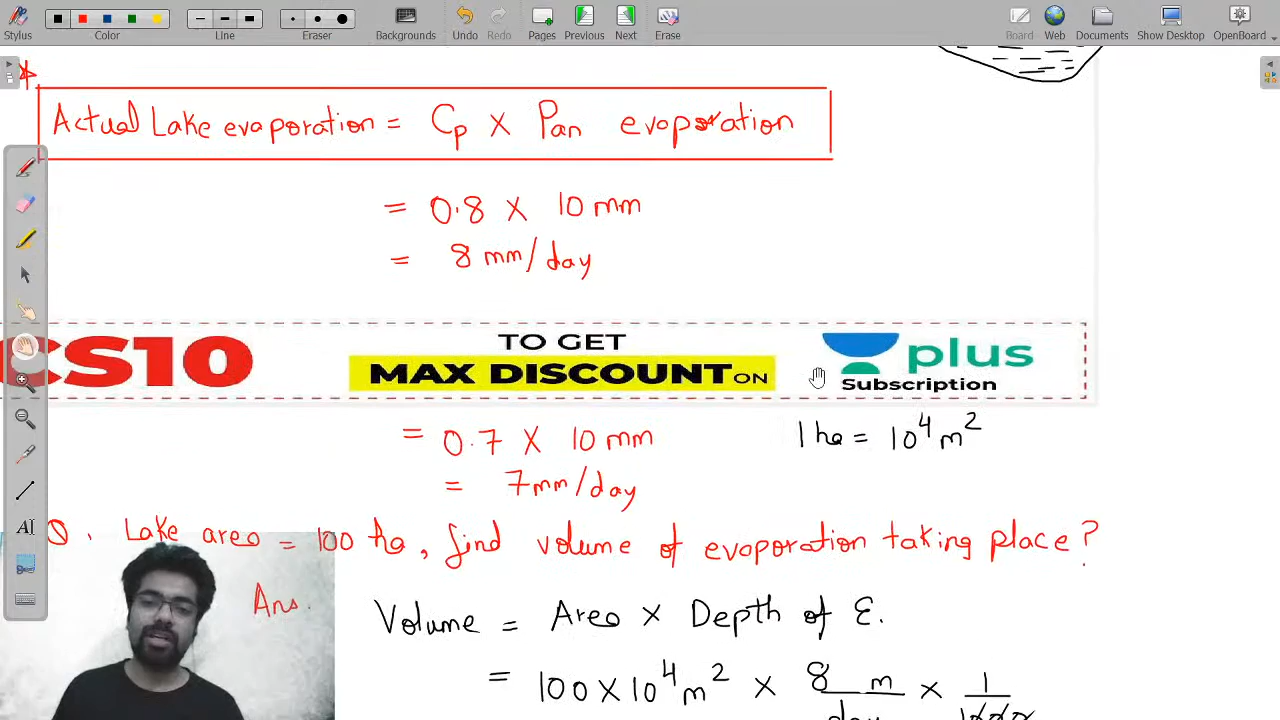 Stylus
Color
Line
Eraser
Backgrounds
Undo
Redo
Pages
Previous
Next
Erase
Board
Web
Documents
Show Desktop
OpenBoard
Actual Lake evaporation = Cp X Pan evaporation
= 0.8 X 10 mm
= 8 mm/day
CS10
TO GET
MAX DISCOUNT ON
plus
Subscription
= 0.7 X 10 mm
1 ha = 10⁴ m²
= 7mm/day
Q. Lake area = 100 ha, find volume of evaporation taking place?
Ans.
Volume = Area X Depth of E.
= 100 X 10⁴ m² X 8 m/day X 1/1000